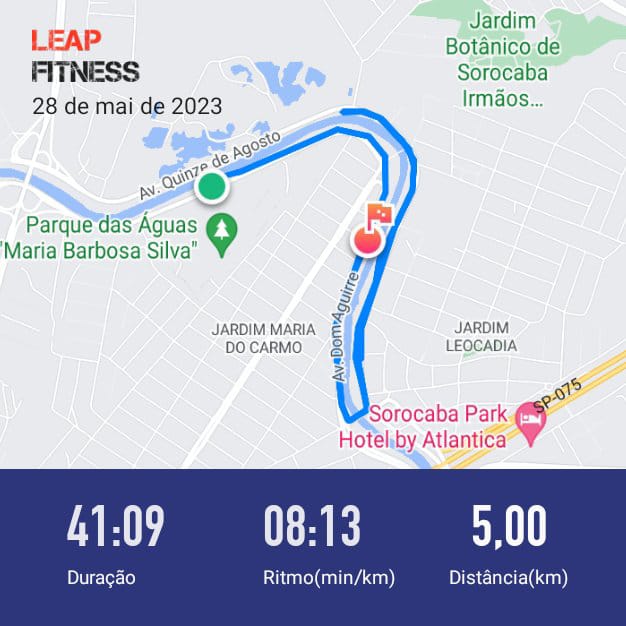 LEAP
FITNESS
28 de mai de 2023
Jardim
Botânico de
Sorocaba
Irmãos...
Av. Quinze de Agosto
Parque das Águas
"Maria Barbosa Silva"
Av. Dom Aguirre
JARDIM MARIA
DO CARMO
JARDIM
LEOCADIA
SP-075
Sorocaba Park
Hotel by Atlantica
41:09
08:13
5,00
Duração
Ritmo(min/km)
Distância(km)